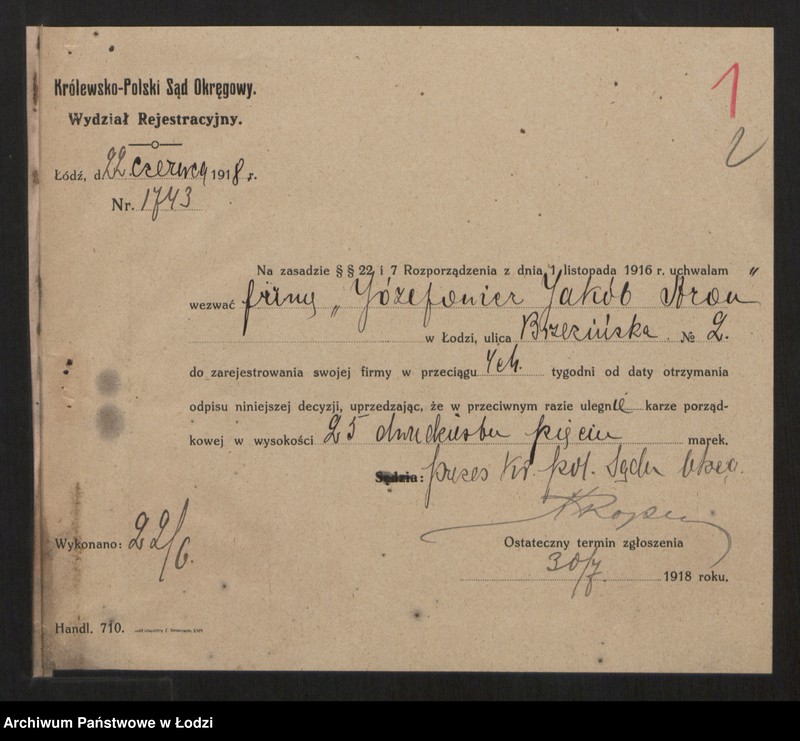 1
2
Królewsko-Polski Sąd Okręgowy.
Wydział Rejestracyjny.
Łódź, d. 22 czerwca 1918 r.
Nr. 1743
Na zasadzie § § 22 i 7 Rozporządzenia z dnia 1 listopada 1916 r. uchwalam
wezwać firmę „Józefowicz Jakób Aron"
w Łodzi, ulica Brzezińska. № 2.
do zarejestrowania swojej firmy w przeciągu 4ch. tygodni od daty otrzymania
odpisu niniejszej decyzji, uprzedzając, że w przeciwnym razie ulegnie karze porząd-
kowej w wysokości 25 dwudziestu pięciu marek.
Sędzia: prezes Kr. pol. Sądu Okręg.
Wykonano: 22/6.
Ostateczny termin zgłoszenia
30/7. 1918 roku.
Handl. 710.
Archiwum Państwowe w Łodzi